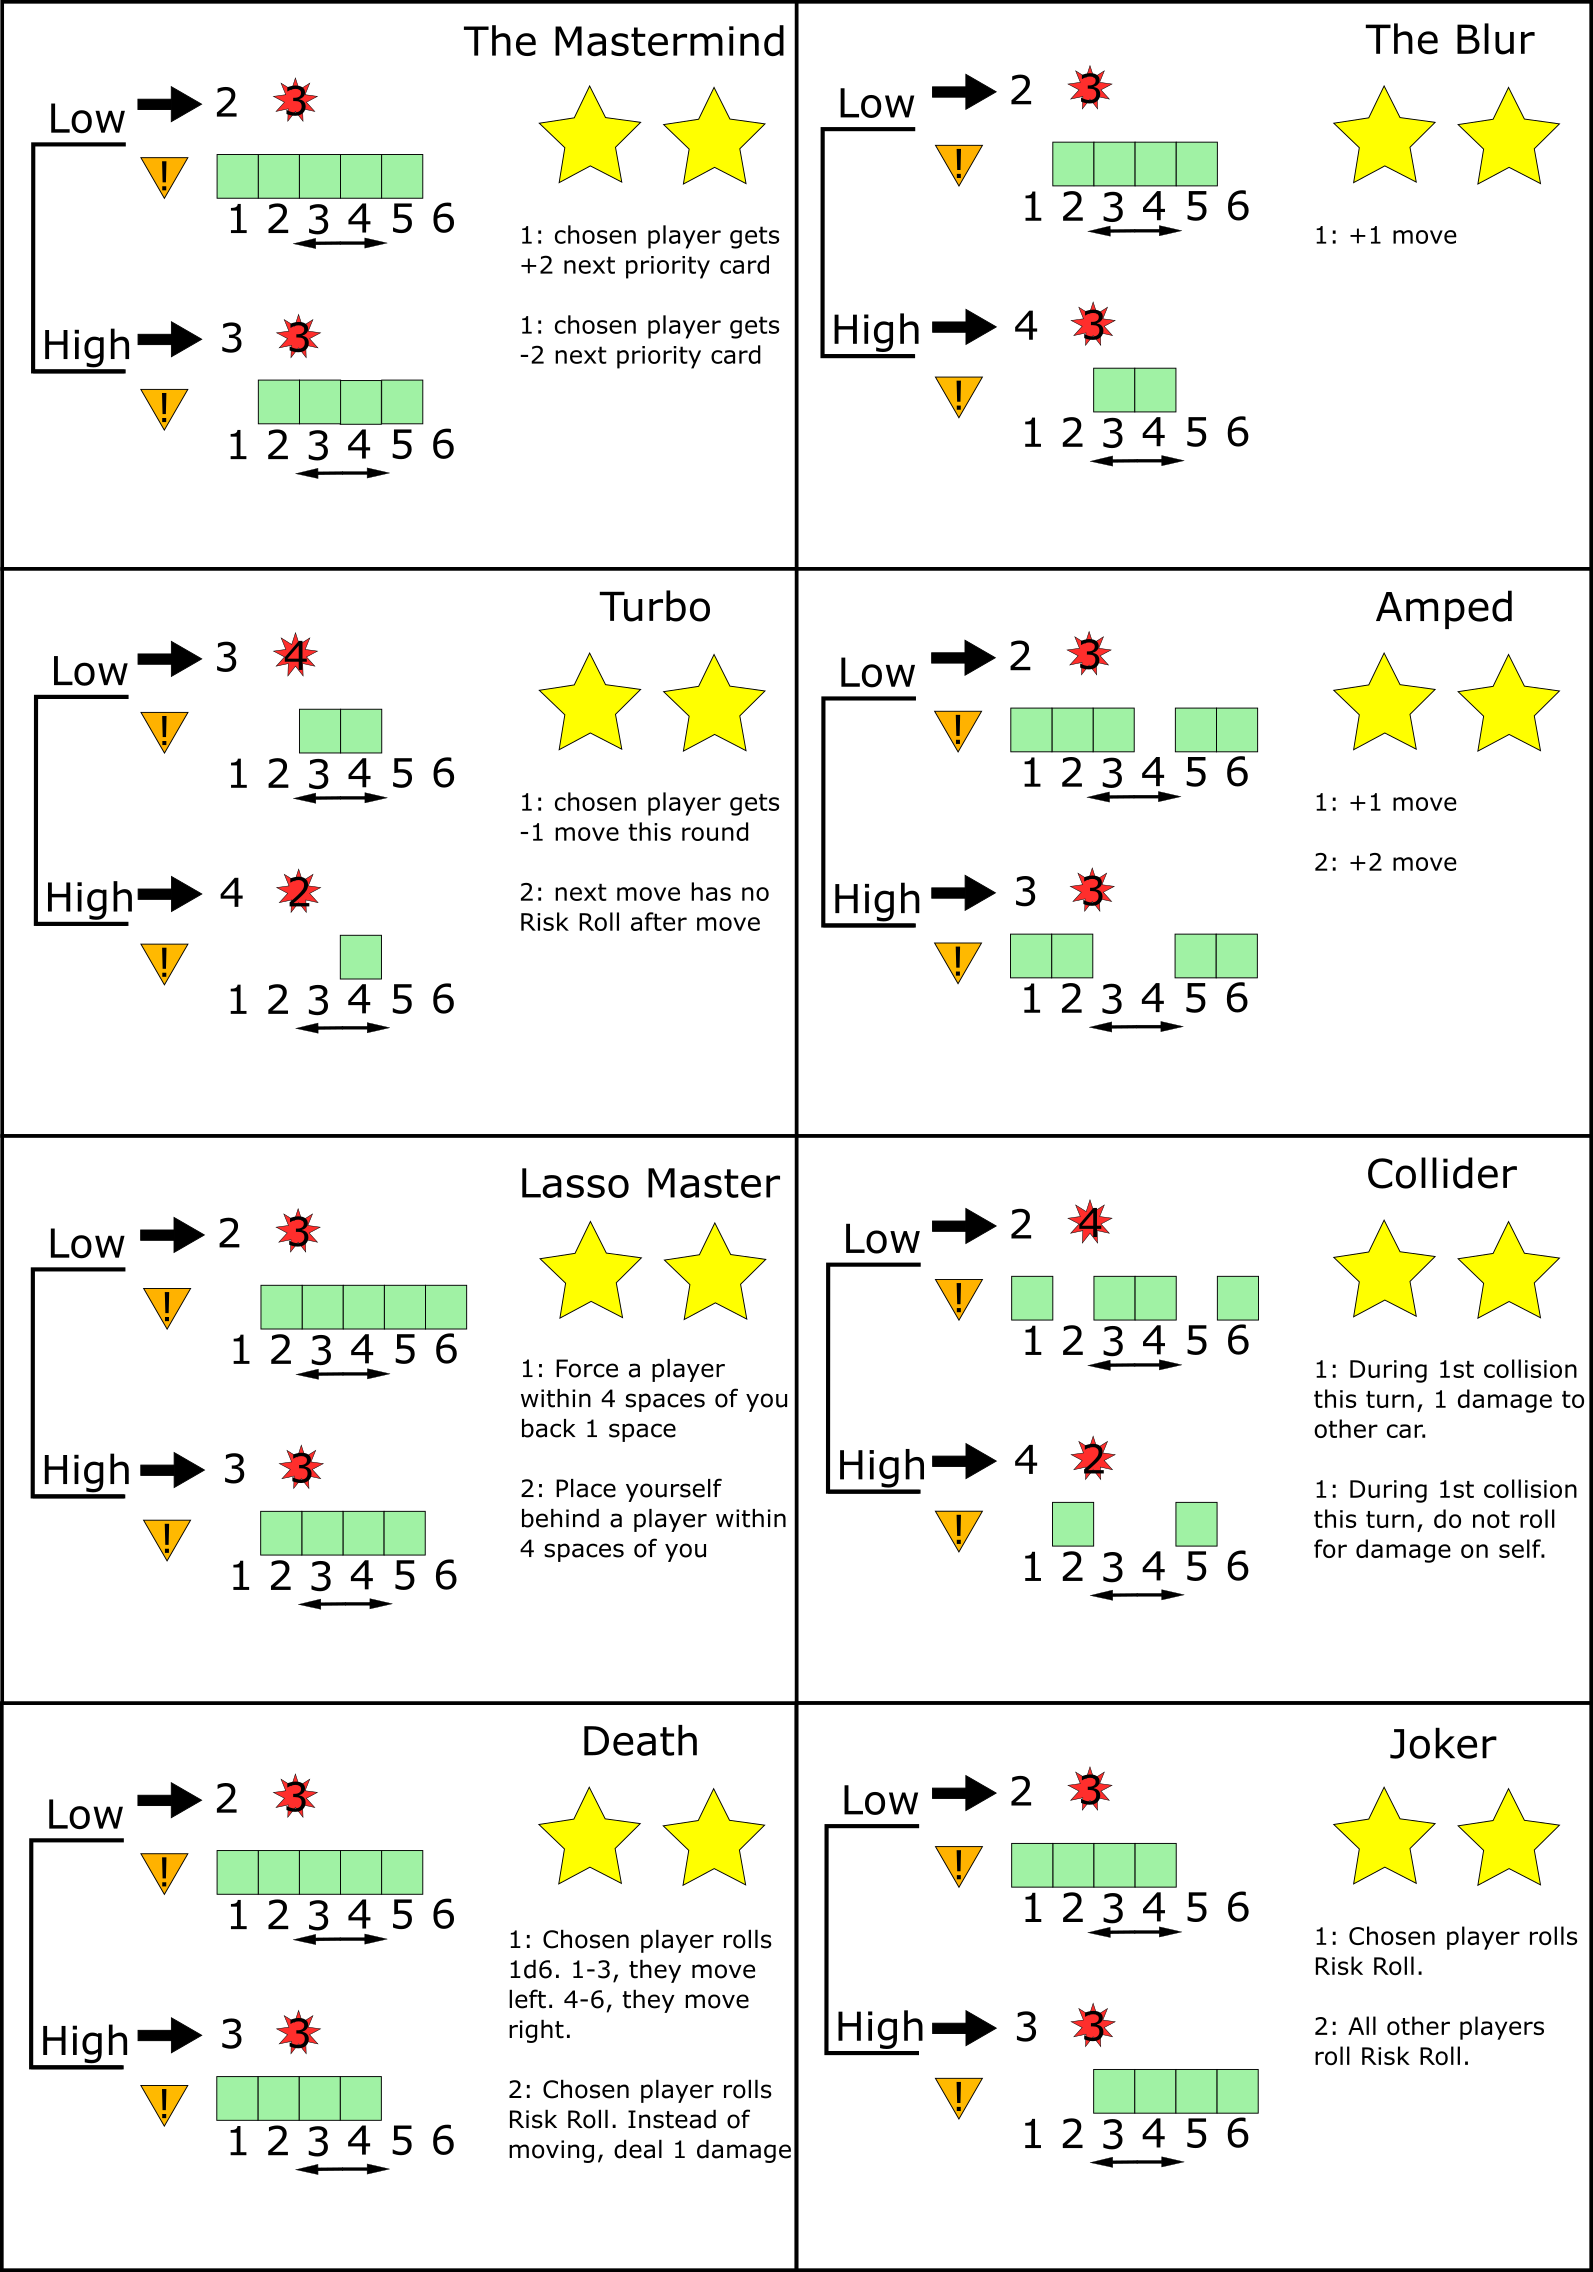 The Mastermind
Low 2 3
!
1 2 3 4 5 6
High 3 3
!
1 2 3 4 5 6
1: chosen player gets
+2 next priority card
1: chosen player gets
-2 next priority card
The Blur
Low 2 3
!
1 2 3 4 5 6
High 4 3
!
1 2 3 4 5 6
1: +1 move
Turbo
Low 3 4
!
1 2 3 4 5 6
High 4 2
!
1 2 3 4 5 6
1: chosen player gets
-1 move this round
2: next move has no
Risk Roll after move
Amped
Low 2 3
!
1 2 3 4 5 6
High 3 3
!
1 2 3 4 5 6
1: +1 move
2: +2 move
Lasso Master
Low 2 3
!
1 2 3 4 5 6
High 3 3
!
1 2 3 4 5 6
1: Force a player
within 4 spaces of you
back 1 space
2: Place yourself
behind a player within
4 spaces of you
Collider
Low 2 4
!
1 2 3 4 5 6
High 4 2
!
1 2 3 4 5 6
1: During 1st collision
this turn, 1 damage to
other car.
1: During 1st collision
this turn, do not roll
for damage on self.
Death
Low 2 3
!
1 2 3 4 5 6
High 3 3
!
1 2 3 4 5 6
1: Chosen player rolls
1d6. 1-3, they move
left. 4-6, they move
right.
2: Chosen player rolls
Risk Roll. Instead of
moving, deal 1 damage
Joker
Low 2 3
!
1 2 3 4 5 6
High 3 3
!
1 2 3 4 5 6
1: Chosen player rolls
Risk Roll.
2: All other players
roll Risk Roll.